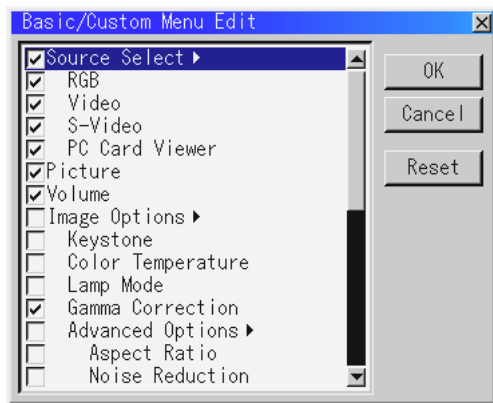 Basic/Custom Menu Edit
Source Select
RGB
Video
S-Video
PC Card Viewer
Picture
Volume
Image Options
Keystone
Color Temperature
Lamp Mode
Gamma Correction
Advanced Options
Aspect Ratio
Noise Reduction
OK
Cancel
Reset